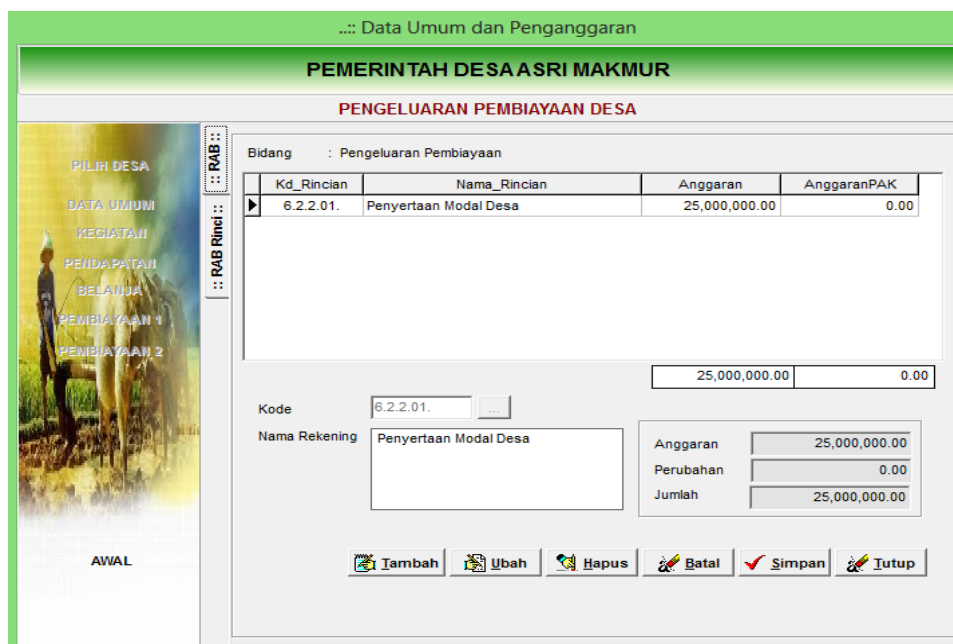 ..:: Data Umum dan Penganggaran
PEMERINTAH DESA ASRI MAKMUR
PENGELUARAN PEMBIAYAAN DESA
PILIH DESA
DATA UMUM
KEGIATAN
PENDAPATAN
BELANJA
PEMBIAYAAN 1
PEMBIAYAAN 2
AWAL
:: RAB ::
:: RAB Rinci ::
Bidang : Pengeluaran Pembiayaan
Kd_Rincian Nama_Rincian Anggaran AnggaranPAK
6.2.2.01. Penyertaan Modal Desa 25,000,000.00 0.00
25,000,000.00 0.00
Kode 6.2.2.01. ...
Nama Rekening Penyertaan Modal Desa
Anggaran 25,000,000.00
Perubahan 0.00
Jumlah 25,000,000.00
Tambah Ubah Hapus Batal Simpan Tutup